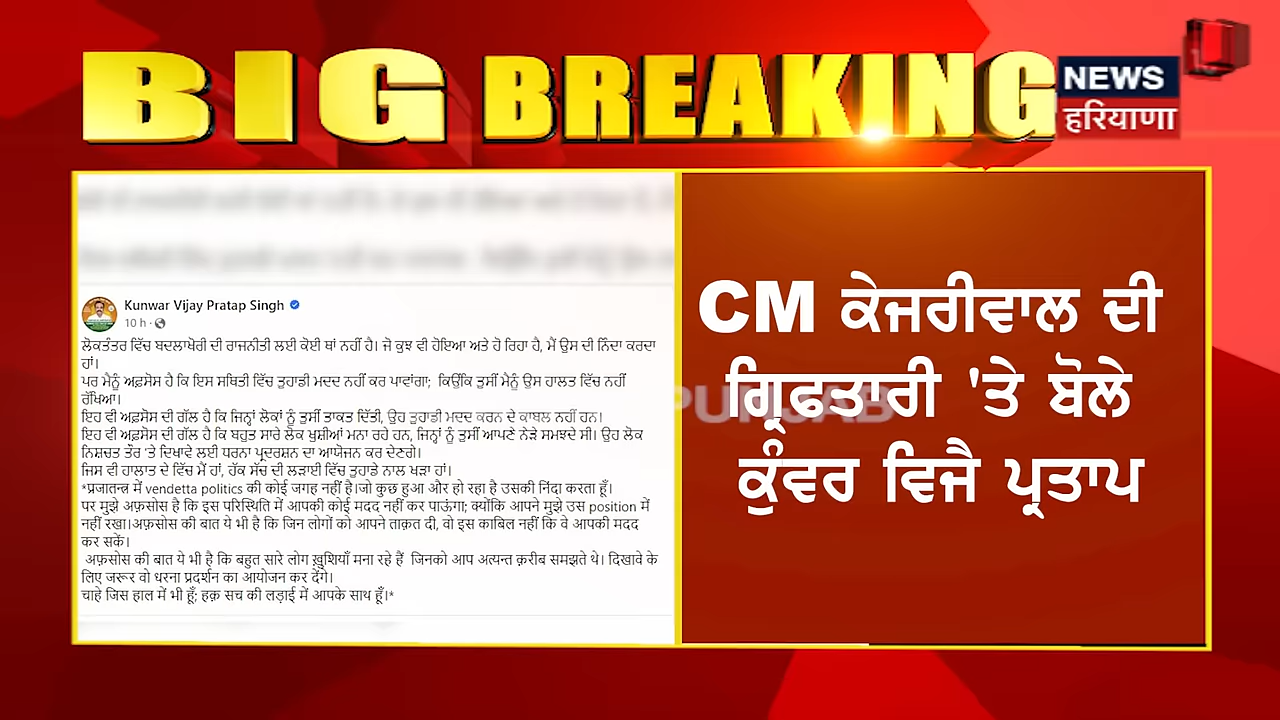 BIG BREAKING
NEWS
हरियाणा
Kunwar Vijay Pratap Singh
10 h ·
ਲੋਕਤੰਤਰ ਵਿੱਚ ਬਦਲਾਖੋਰੀ ਦੀ ਰਾਜਨੀਤੀ ਲਈ ਕੋਈ ਥਾਂ ਨਹੀਂ ਹੈ। ਜੋ ਕੁਝ ਵੀ ਹੋਇਆ ਅਤੇ ਹੋ ਰਿਹਾ ਹੈ, ਮੈਂ ਉਸ ਦੀ ਨਿੰਦਾ ਕਰਦਾ
ਹਾਂ।
ਪਰ ਮੈਨੂੰ ਅਫ਼ਸੋਸ ਹੈ ਕਿ ਇਸ ਸਥਿਤੀ ਵਿੱਚ ਤੁਹਾਡੀ ਮਦਦ ਨਹੀਂ ਕਰ ਪਾਵਾਂਗਾ; ਕਿਉਂਕਿ ਤੁਸੀਂ ਮੈਨੂੰ ਉਸ ਹਾਲਤ ਵਿੱਚ ਨਹੀਂ
ਰੱਖਿਆ।
ਇਹ ਵੀ ਅਫ਼ਸੋਸ ਦੀ ਗੱਲ ਹੈ ਕਿ ਜਿਨ੍ਹਾਂ ਲੋਕਾਂ ਨੂੰ ਤੁਸੀਂ ਤਾਕਤ ਦਿੱਤੀ, ਉਹ ਤੁਹਾਡੀ ਮਦਦ ਕਰਨ ਦੇ ਕਾਬਲ ਨਹੀਂ ਹਨ।
ਇਹ ਵੀ ਅਫ਼ਸੋਸ ਦੀ ਗੱਲ ਹੈ ਕਿ ਬਹੁਤ ਸਾਰੇ ਲੋਕ ਖੁਸ਼ੀਆਂ ਮਨਾ ਰਹੇ ਹਨ, ਜਿਨ੍ਹਾਂ ਨੂੰ ਤੁਸੀਂ ਆਪਣੇ ਨੇੜੇ ਸਮਝਦੇ ਸੀ। ਉਹ ਲੋਕ
ਨਿਸ਼ਚਤ ਤੌਰ 'ਤੇ ਦਿਖਾਵੇ ਲਈ ਧਰਨਾ ਪ੍ਰਦਰਸ਼ਨ ਦਾ ਆਯੋਜਨ ਕਰ ਦੇਣਗੇ।
ਜਿਸ ਵੀ ਹਾਲਾਤ ਦੇ ਵਿੱਚ ਮੈਂ ਹਾਂ, ਹੱਕ ਸੱਚ ਦੀ ਲੜਾਈ ਵਿੱਚ ਤੁਹਾਡੇ ਨਾਲ ਖੜਾ ਹਾਂ।
*प्रजातन्त्र में vendetta politics की कोई जगह नहीं है।जो कुछ हुआ और हो रहा है उसकी निंदा करता हूँ।
पर मुझे अफ़सोस है कि इस परिस्थिति में आपकी कोई मदद नहीं कर पाऊंगा; क्योंकि आपने मुझे उस position में
नहीं रखा।अफ़सोस की बात ये भी है कि जिन लोगों को आपने ताक़त दी, वो इस काबिल नहीं कि वे आपकी मदद
कर सकें।
अफ़सोस की बात ये भी है कि बहुत सारे लोग ख़ुशियाँ मना रहे हैं जिनको आप अत्यन्त क़रीब समझते थे। दिखावे के
लिए जरूर वो धरना प्रदर्शन का आयोजन कर देंगे।
चाहे जिस हाल में भी हूँ; हक़ सच की लड़ाई में आपके साथ हूँ।*
PUNJAB
CM ਕੇਜਰੀਵਾਲ ਦੀ
ਗ੍ਰਿਫਤਾਰੀ 'ਤੇ ਬੋਲੇ
ਕੁੰਵਰ ਵਿਜੈ ਪ੍ਰਤਾਪ